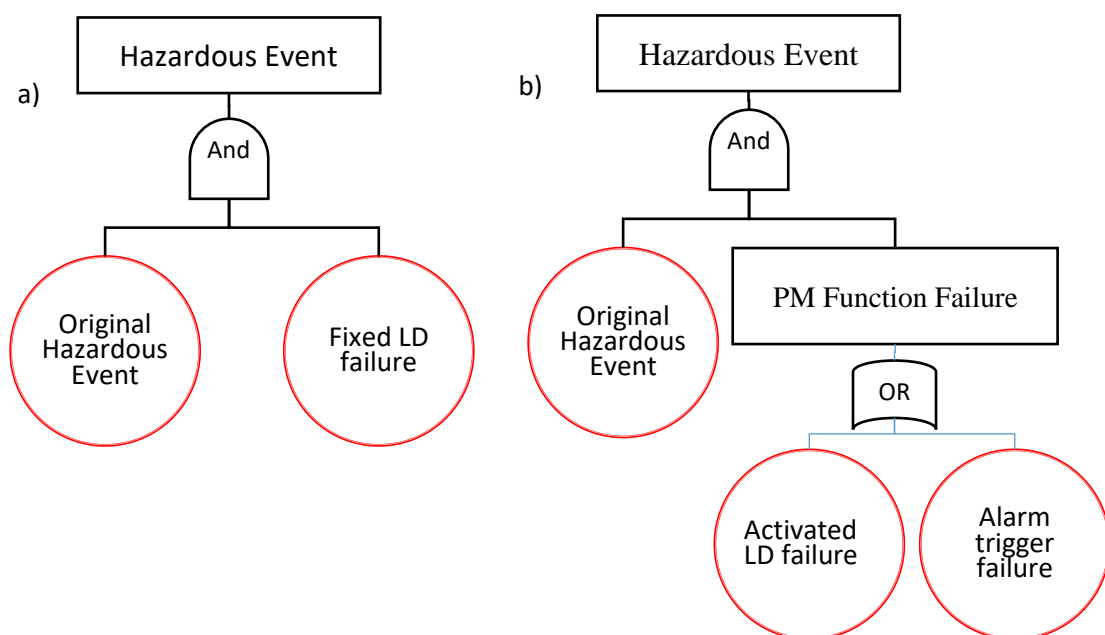 a)
Hazardous Event
And
Original
Hazardous
Event
Fixed LD
failure
b)
Hazardous Event
And
Original
Hazardous
Event
PM Function Failure
OR
Activated
LD failure
Alarm
trigger
failure